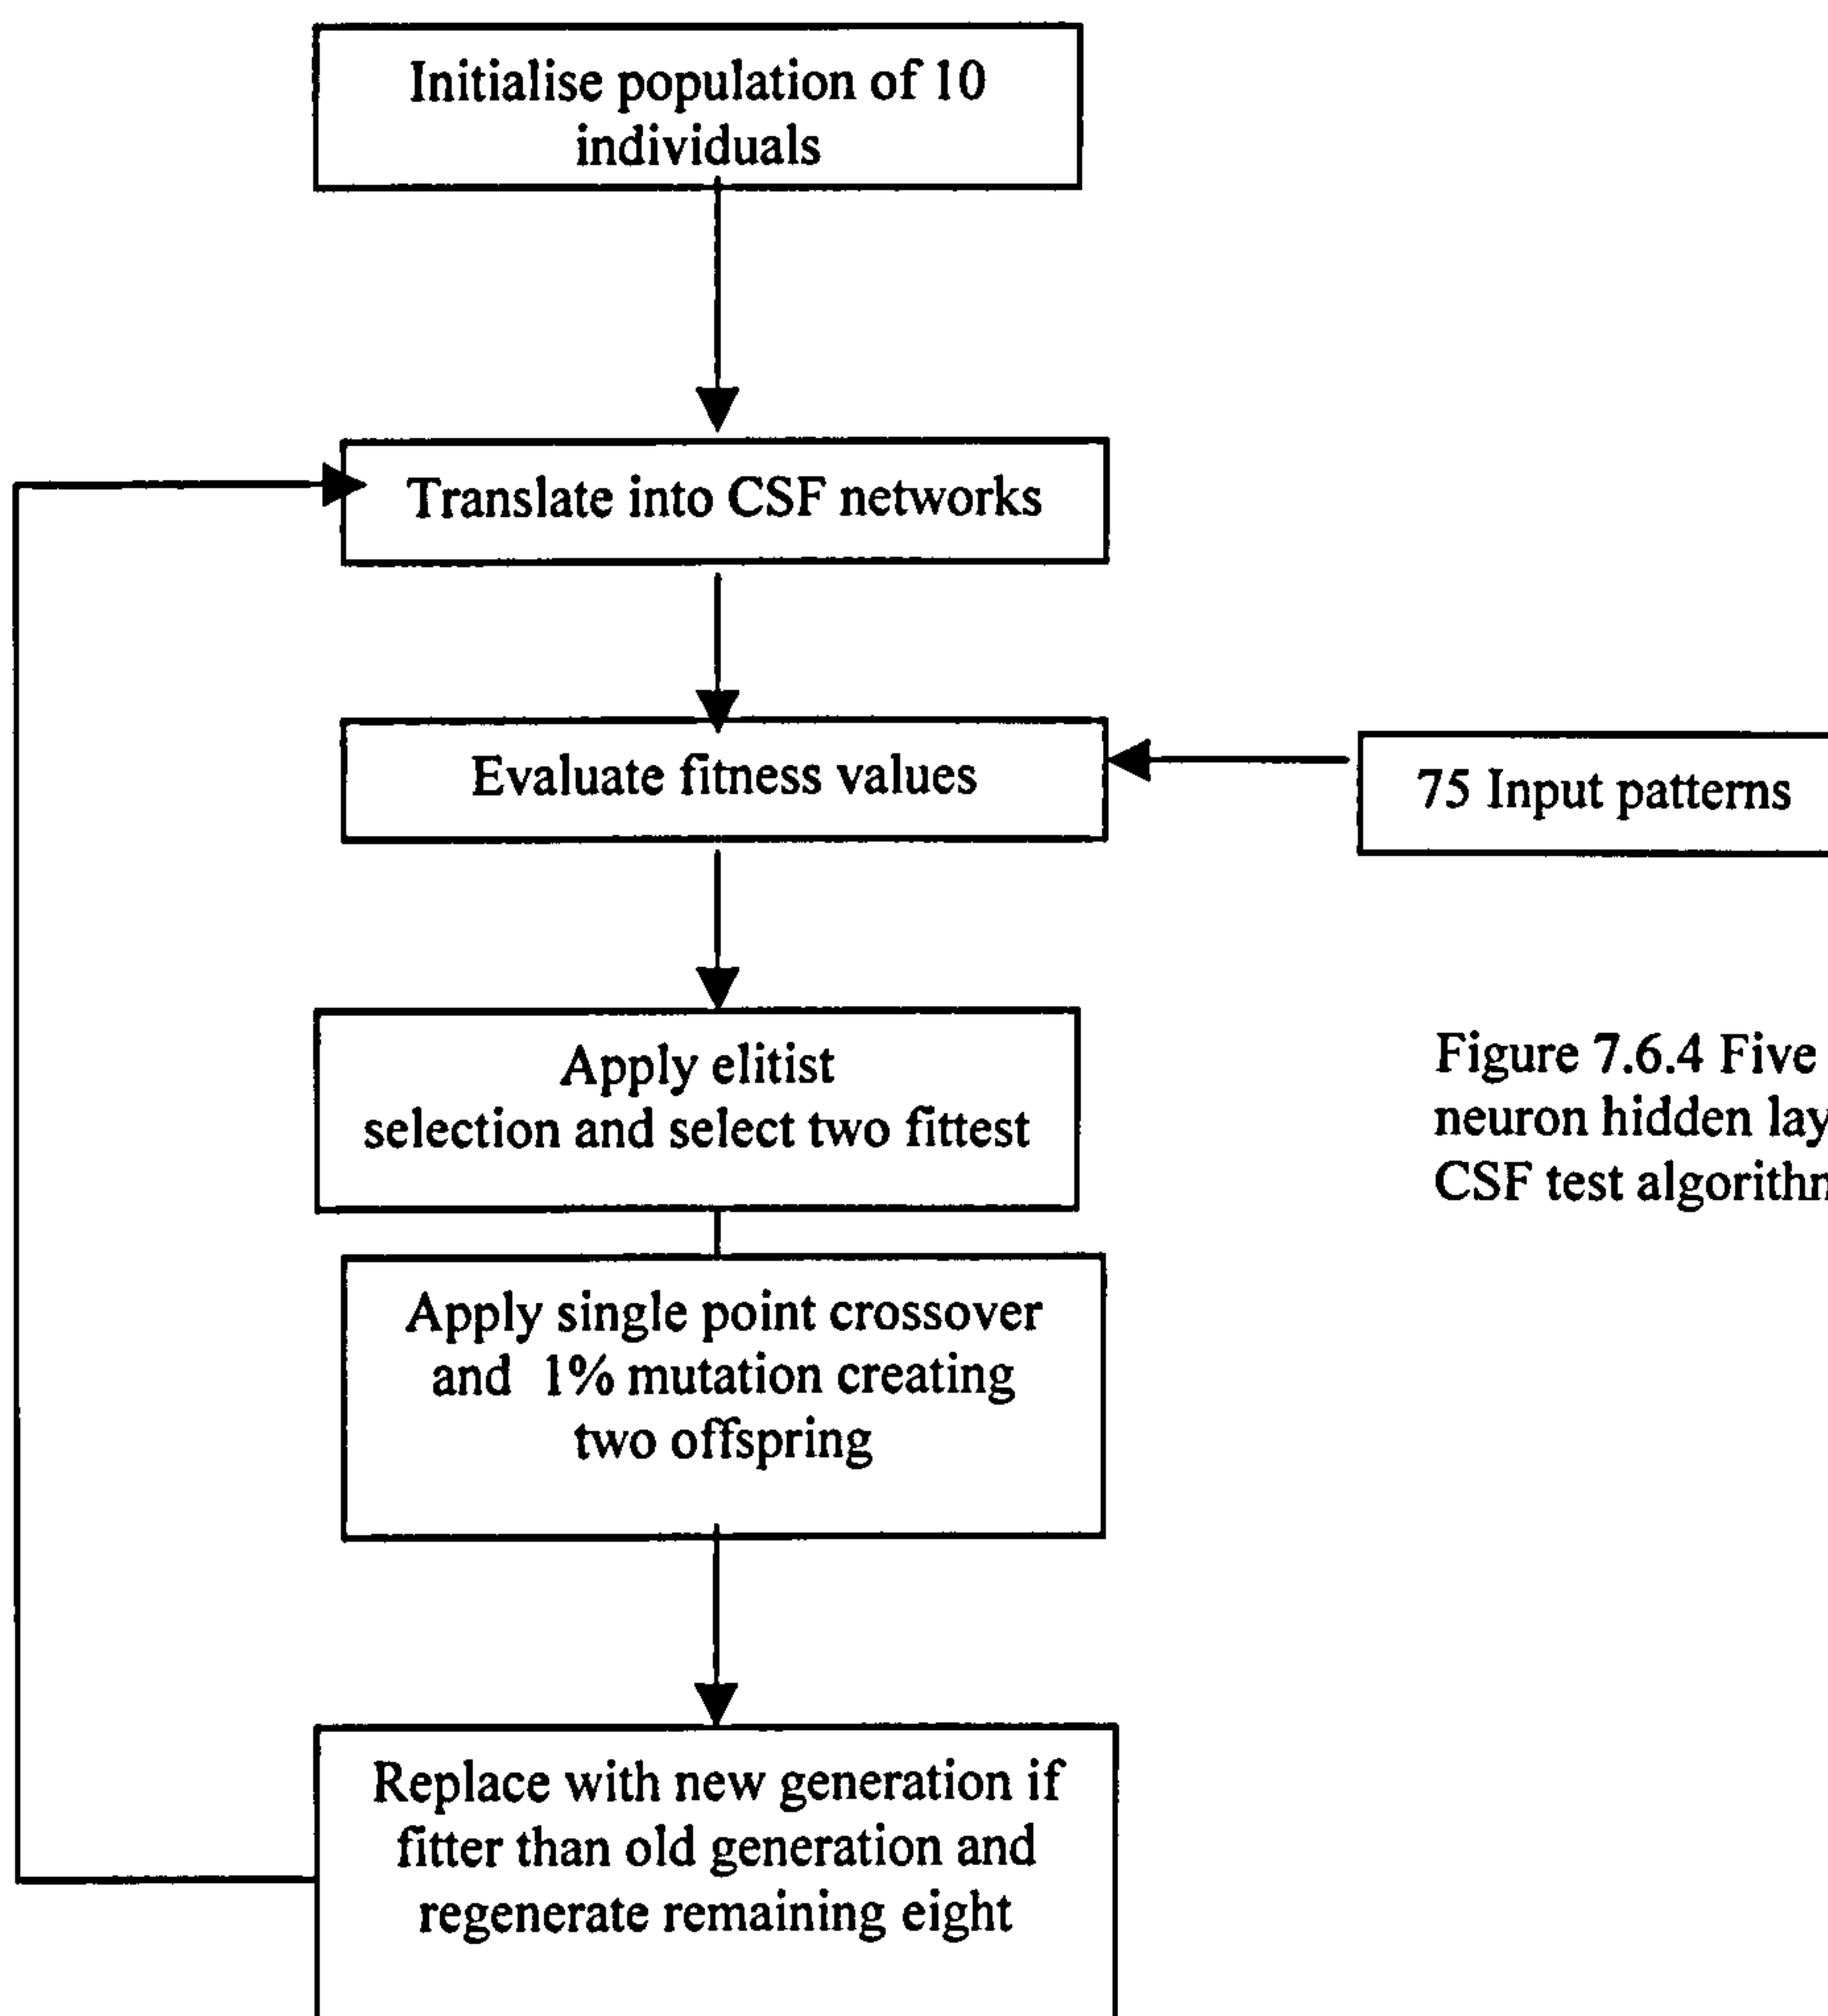 Initialise population of 10
individuals
Translate into CSF networks
Evaluate fitness values
75 Input patterns
Apply elitist
selection and select two fittest
Figure 7.6.4 Five
neuron hidden lay
CSF test algorithm
Apply single point crossover
and 1% mutation creating
two offspring
Replace with new generation if
fitter than old generation and
regenerate remaining eight